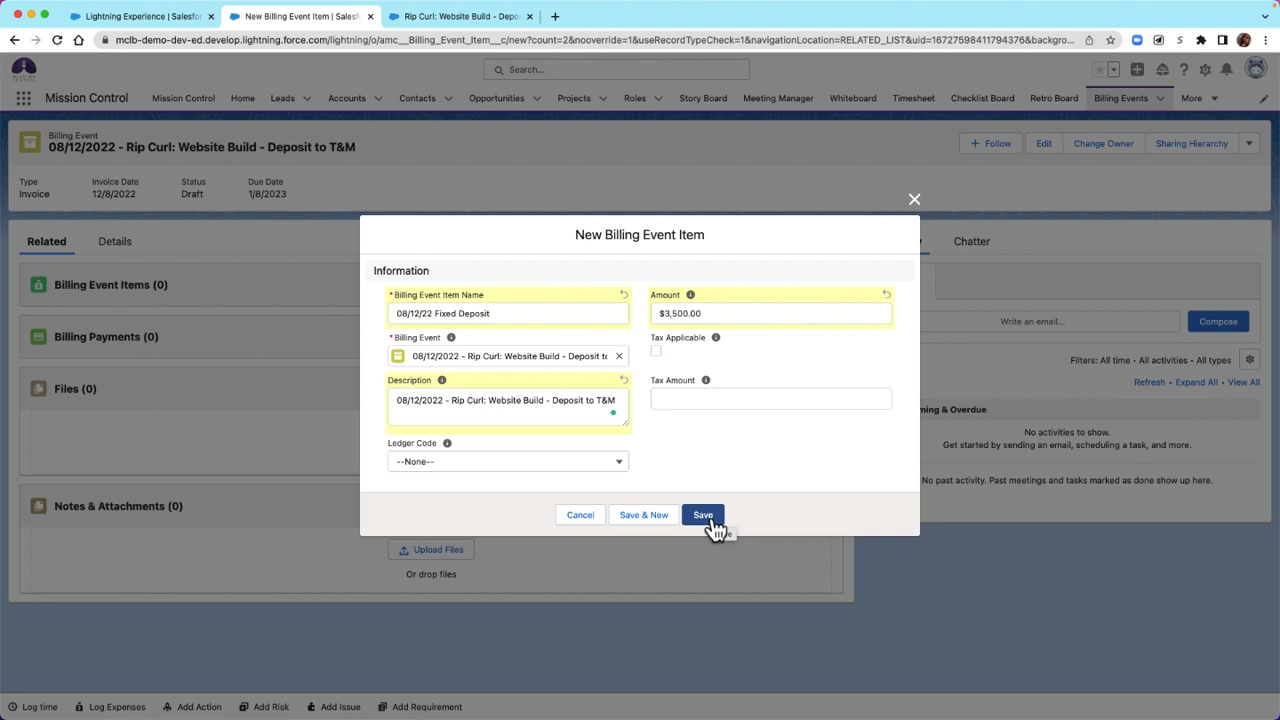 Lightning Experience | Salesfor
New Billing Event Item | Salesf
Rip Curl: Website Build - Depos
mclb-demo-dev-ed.develop.lightning.force.com/lightning/o/amc__Billing_Event_Item__c/new?count=2&nooverride=1&useRecordTypeCheck=1&navigationLocation=RELATED_LIST&uid=16727598411794376&backgro...
Search...
Mission Control
Mission Control
Home
Leads
Accounts
Contacts
Opportunities
Projects
Roles
Story Board
Meeting Manager
Whiteboard
Timesheet
Checklist Board
Retro Board
Billing Events
More
Billing Event
08/12/2022 - Rip Curl: Website Build - Deposit to T&M
+ Follow
Edit
Change Owner
Sharing Hierarchy
Type
Invoice Date
Status
Due Date
Invoice
12/8/2022
Draft
1/8/2023
Related
Details
Chatter
Billing Event Items (0)
Billing Payments (0)
Files (0)
Notes & Attachments (0)
Upload Files
Or drop files
Write an email...
Compose
Filters: All time • All activities • All types
Refresh • Expand All • View All
ng & Overdue
No activities to show.
Get started by sending an email, scheduling a task, and more.
No past activity. Past meetings and tasks marked as done show up here.
New Billing Event Item
Information
* Billing Event Item Name
08/12/22 Fixed Deposit
Amount
$3,500.00
* Billing Event
08/12/2022 - Rip Curl: Website Build - Deposit to
Tax Applicable
Description
08/12/2022 - Rip Curl: Website Build - Deposit to T&M
Tax Amount
Ledger Code
--None--
Cancel
Save & New
Save
Log time
Log Expenses
Add Action
Add Risk
Add Issue
Add Requirement